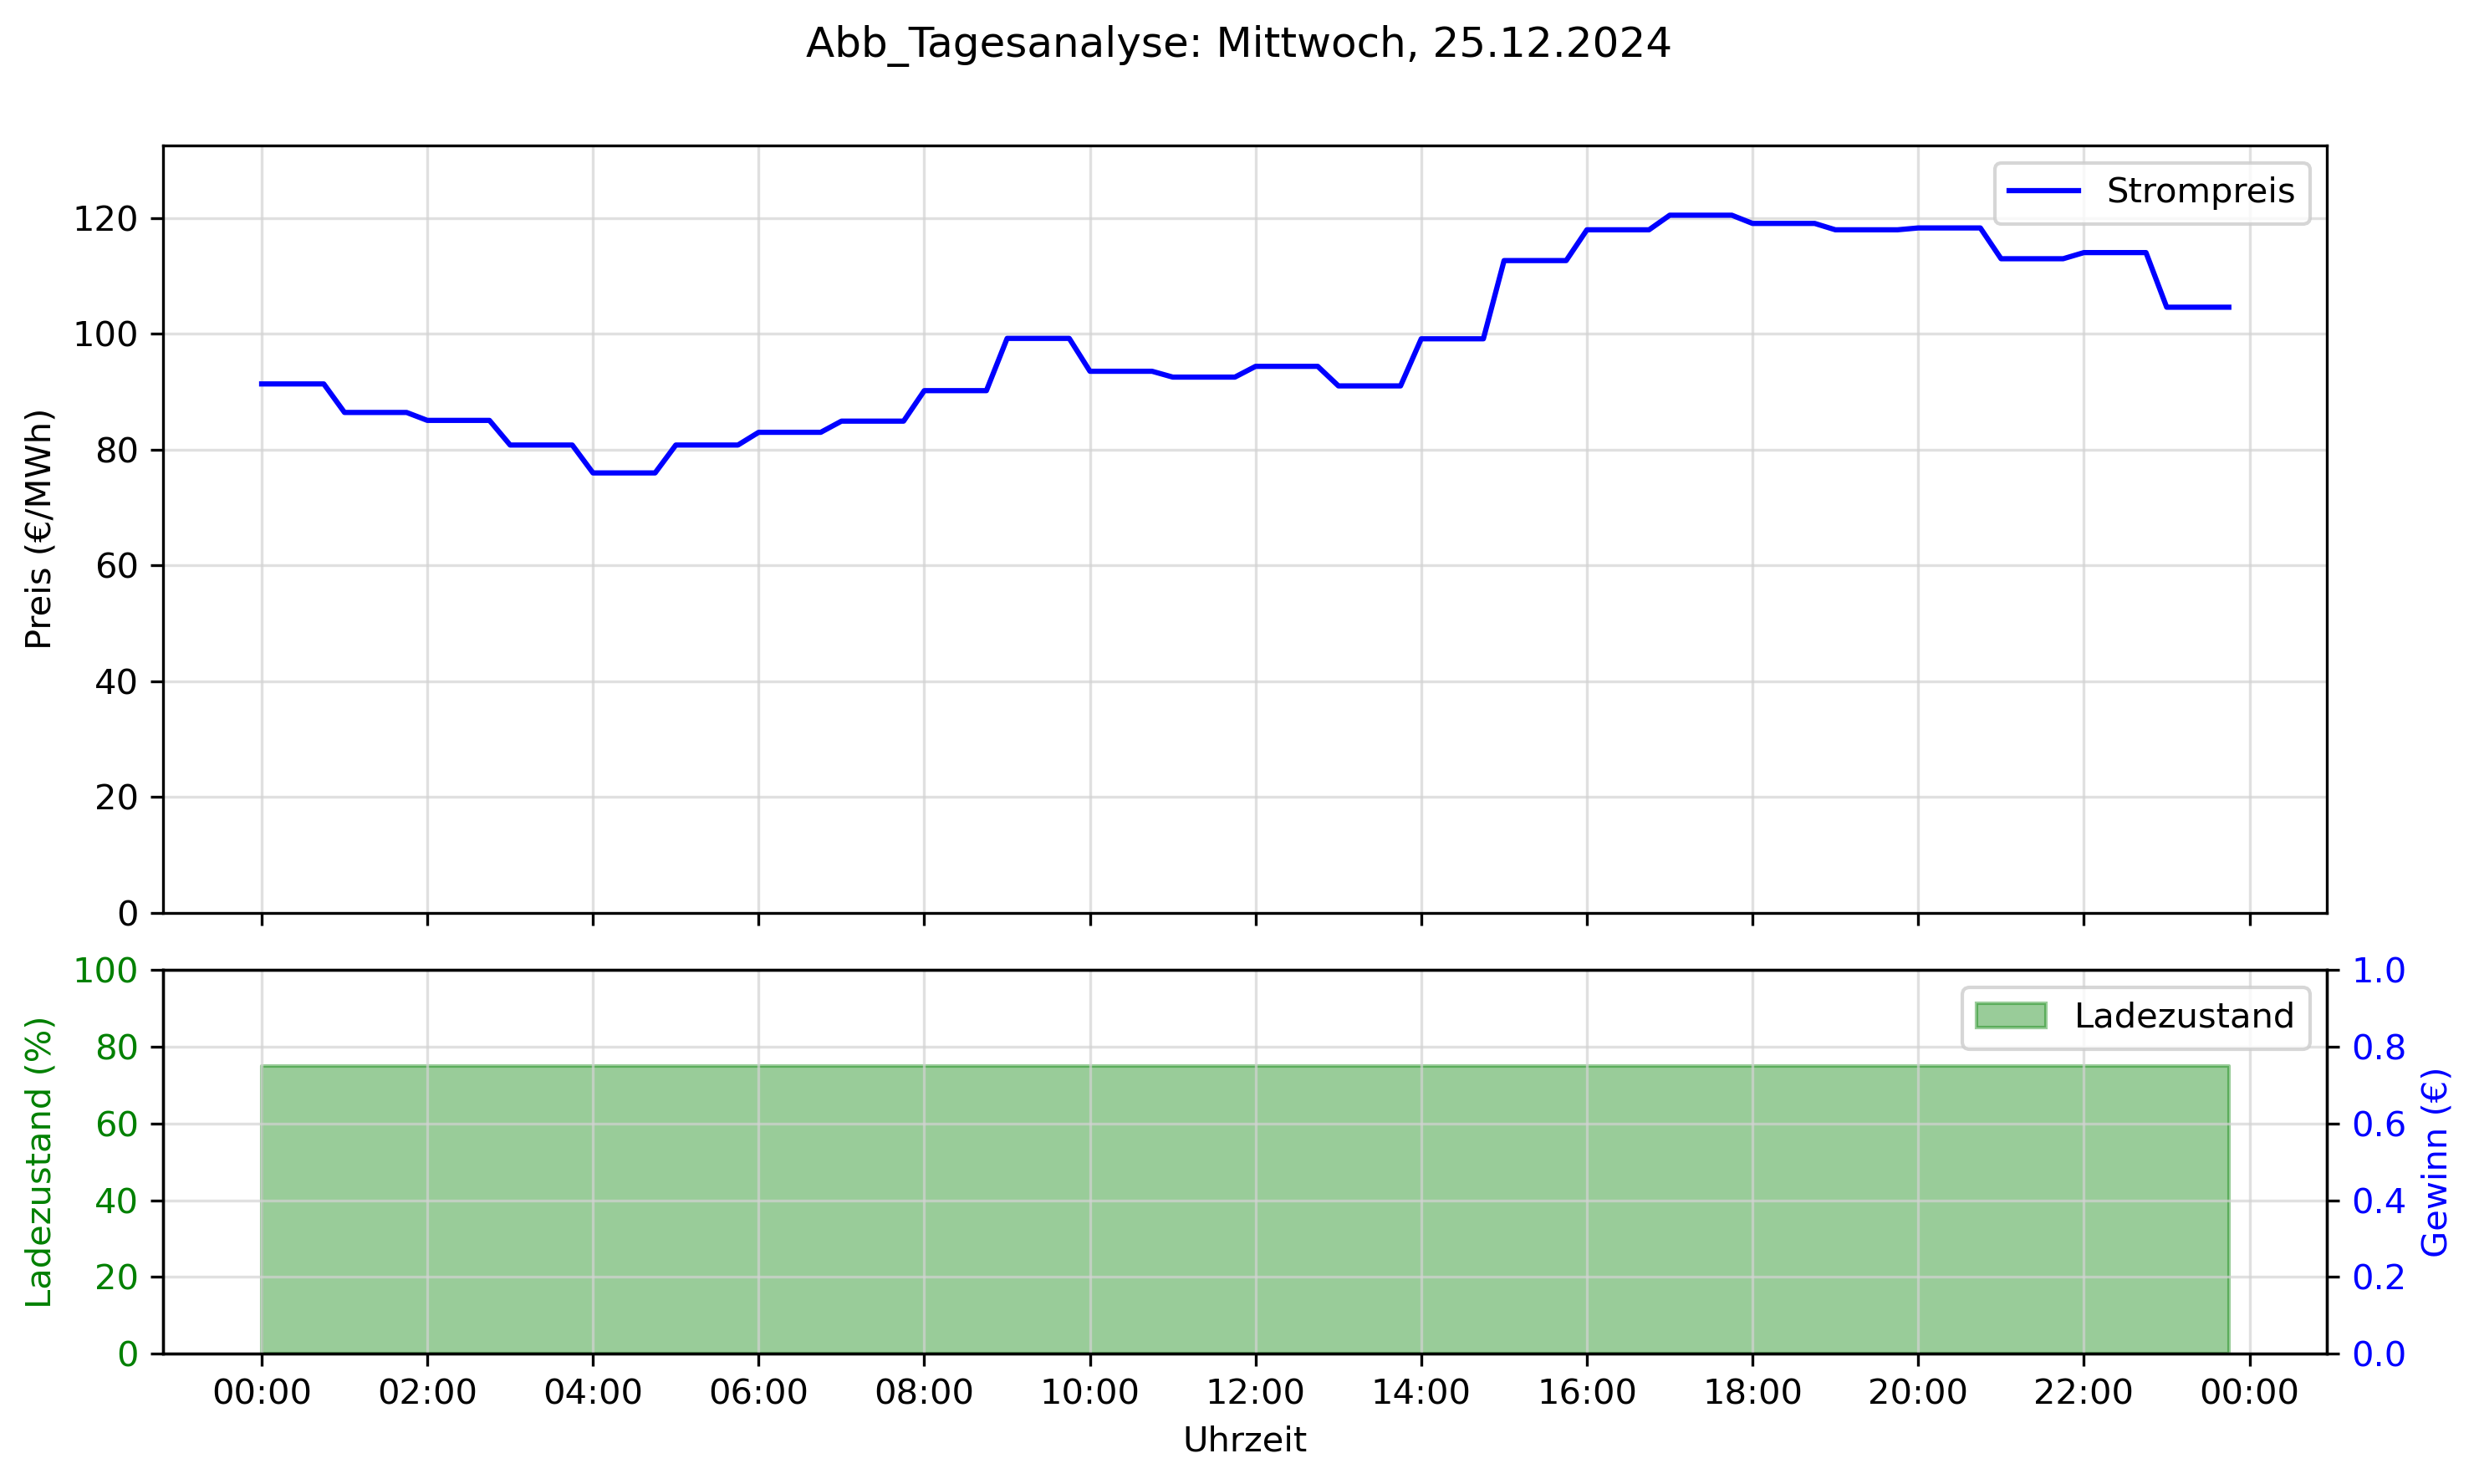 Abb_Tagesanalyse: Mittwoch, 25.12.2024
Strompreis
120
100
80
60
40
20
0
Preis (€/MWh)
Ladezustand
100
80
60
40
20
0
Ladezustand (%)
1.0
0.8
0.6
0.4
0.2
0.0
Gewinn (€)
00:00 02:00 04:00 06:00 08:00 10:00 12:00 14:00 16:00 18:00 20:00 22:00 00:00
Uhrzeit